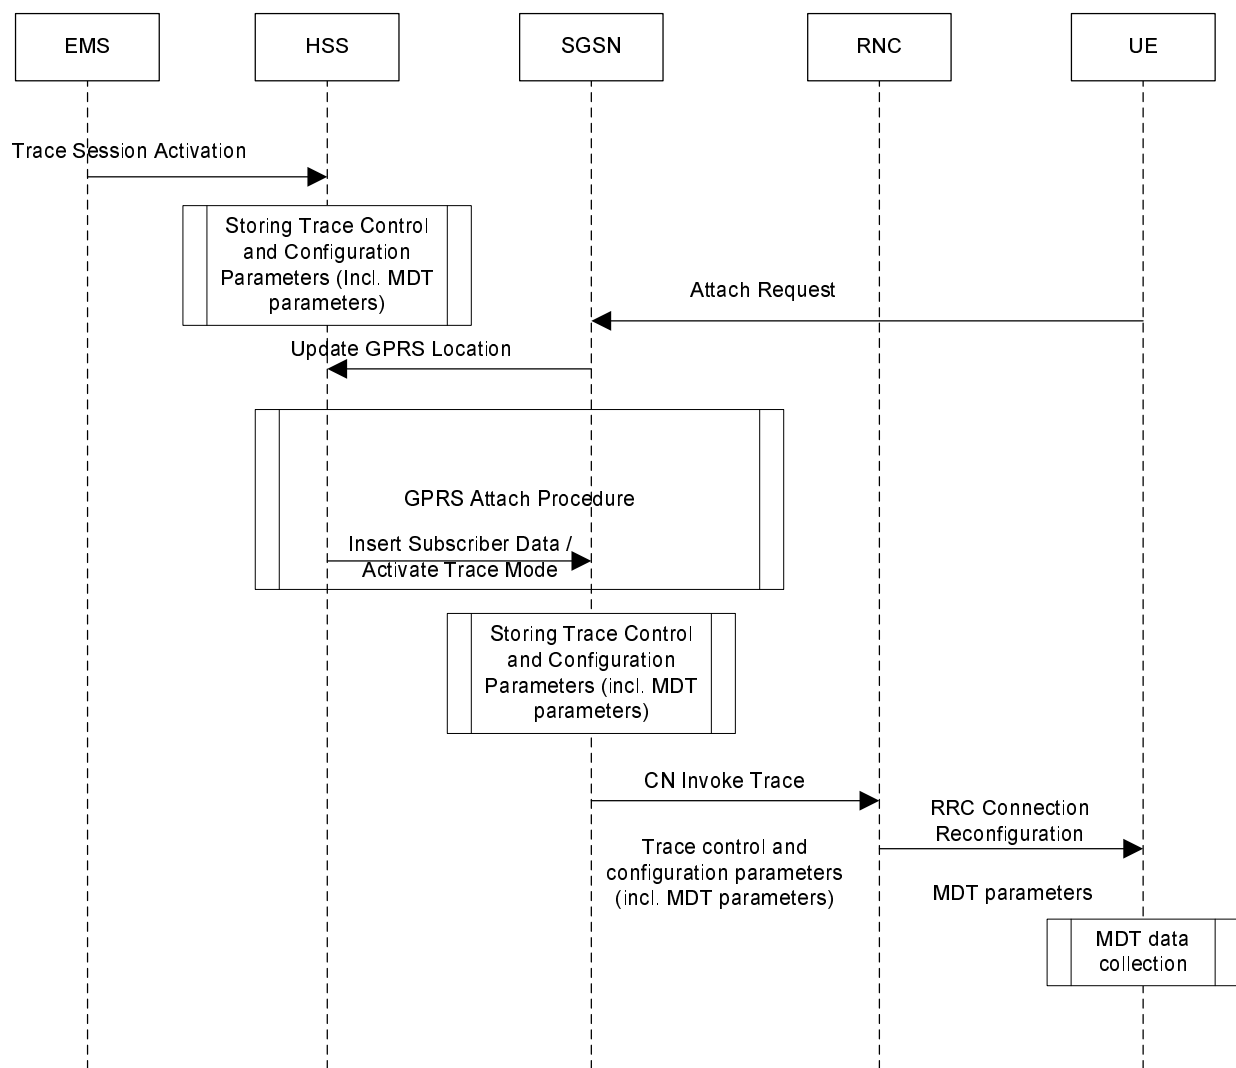 EMS
HSS
SGSN
RNC
UE
Trace Session Activation
Storing Trace Control
and Configuration
Parameters (Incl. MDT
parameters)
Attach Request
Update GPRS Location
GPRS Attach Procedure
Insert Subscriber Data /
Activate Trace Mode
Storing Trace Control
and Configuration
Parameters (incl. MDT
parameters)
CN Invoke Trace
RRC Connection
Reconfiguration
Trace control and
configuration parameters
(incl. MDT parameters)
MDT parameters
MDT data
collection